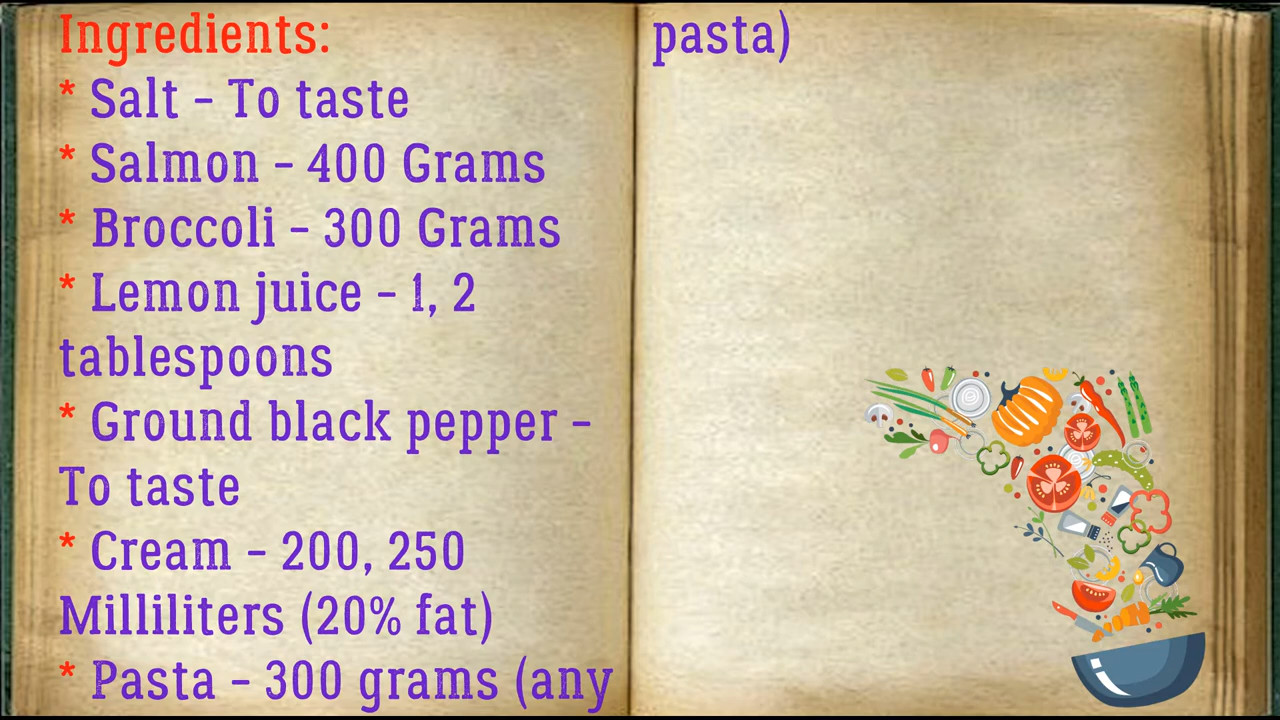 Ingredients:
* Salt – To taste
* Salmon – 400 Grams
* Broccoli – 300 Grams
* Lemon juice – 1, 2
tablespoons
* Ground black pepper –
To taste
* Cream – 200, 250
Milliliters (20% fat)
* Pasta – 300 grams (any
pasta)